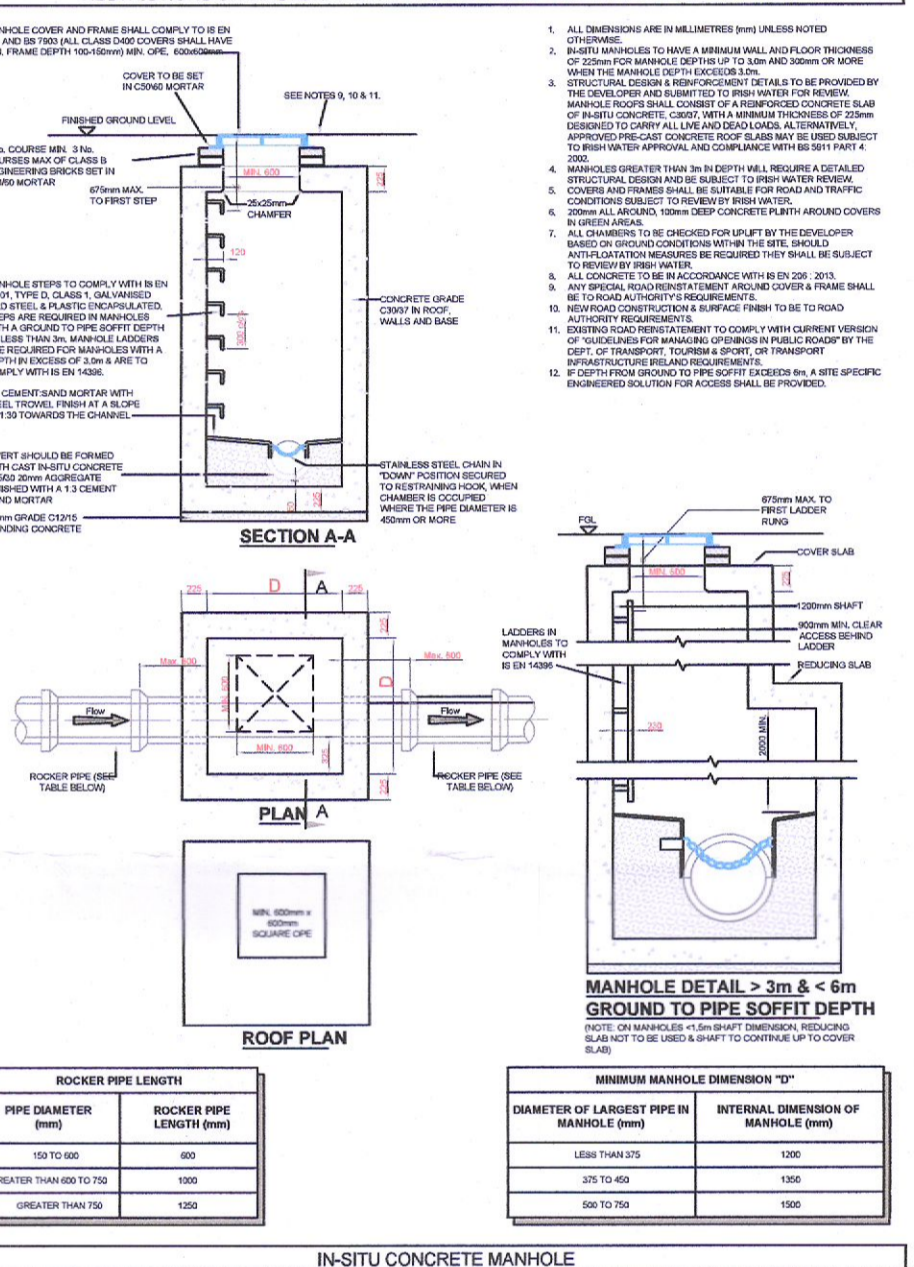 NHOLE COVER AND FRAME SHALL COMPLY TO IS EN
AND BS 7903 (ALL CLASS D400 COVERS SHALL HAVE
FRAME DEPTH 100-150mm) MIN. OPE, 600x600mm
COVER TO BE SET
IN C50/60 MORTAR
SEE NOTES 9, 10 & 11.
FINISHED GROUND LEVEL
COURSE MIN. 3 No.
URSES MAX OF CLASS B
GINEERING BRICKS SET IN
/50 MORTAR
MIN. 600
225
675mm MAX.
TO FIRST STEP
25x25mm
CHAMFER
120
NHOLE STEPS TO COMPLY WITH IS EN
01, TYPE D, CLASS 1, GALVANISED
D STEEL & PLASTIC ENCAPSULATED.
EPS ARE REQUIRED IN MANHOLES
TH A GROUND TO PIPE SOFFIT DEPTH
LESS THAN 3m, MANHOLE LADDERS
E REQUIRED FOR MANHOLES WITH A
PTH IN EXCESS OF 3.0m & ARE TO
MPLY WITH IS EN 14396.
300
CONCRETE GRADE
C30/37 IN ROOF,
WALLS AND BASE
CEMENT:SAND MORTAR WITH
EEL TROWEL FINISH AT A SLOPE
1:30 TOWARDS THE CHANNEL
VERT SHOULD BE FORMED
TH CAST IN-SITU CONCRETE
5/30 20mm AGGREGATE
ISHED WITH A 1:3 CEMENT
ND MORTAR
mm GRADE C12/15
NDING CONCRETE
225
STAINLESS STEEL CHAIN IN
"DOWN" POSITION SECURED
TO RESTRAINING HOOK, WHEN
CHAMBER IS OCCUPIED
WHERE THE PIPE DIAMETER IS
450mm OR MORE
SECTION A-A
1. ALL DIMENSIONS ARE IN MILLIMETRES (mm) UNLESS NOTED
OTHERWISE.
2. IN-SITU MANHOLES TO HAVE A MINIMUM WALL AND FLOOR THICKNESS
OF 225mm FOR MANHOLE DEPTHS UP TO 3.0m AND 300mm OR MORE
WHEN THE MANHOLE DEPTH EXCEEDS 3.0m.
3. STRUCTURAL DESIGN & REINFORCEMENT DETAILS TO BE PROVIDED BY
THE DEVELOPER AND SUBMITTED TO IRISH WATER FOR REVIEW.
MANHOLE ROOFS SHALL CONSIST OF A REINFORCED CONCRETE SLAB
OF IN-SITU CONCRETE, C30/37, WITH A MINIMUM THICKNESS OF 225mm
DESIGNED TO CARRY ALL LIVE AND DEAD LOADS. ALTERNATIVELY,
APPROVED PRE-CAST CONCRETE ROOF SLABS MAY BE USED SUBJECT
TO IRISH WATER APPROVAL AND COMPLIANCE WITH BS 5911 PART 4:
2002.
4. MANHOLES GREATER THAN 3m IN DEPTH WILL REQUIRE A DETAILED
STRUCTURAL DESIGN AND BE SUBJECT TO IRISH WATER REVIEW.
5. COVERS AND FRAMES SHALL BE SUITABLE FOR ROAD AND TRAFFIC
CONDITIONS SUBJECT TO REVIEW BY IRISH WATER.
6. 200mm ALL AROUND, 100mm DEEP CONCRETE PLINTH AROUND COVERS
IN GREEN AREAS.
7. ALL CHAMBERS TO BE CHECKED FOR UPLIFT BY THE DEVELOPER
BASED ON GROUND CONDITIONS WITHIN THE SITE, SHOULD
ANTI-FLOATATION MEASURES BE REQUIRED THEY SHALL BE SUBJECT
TO REVIEW BY IRISH WATER.
8. ALL CONCRETE TO BE IN ACCORDANCE WITH IS EN 206 : 2013.
9. ANY SPECIAL ROAD REINSTATEMENT AROUND COVER & FRAME SHALL
BE TO ROAD AUTHORITY'S REQUIREMENTS.
10. NEW ROAD CONSTRUCTION & SURFACE FINISH TO BE TO ROAD
AUTHORITY REQUIREMENTS.
11. EXISTING ROAD REINSTATEMENT TO COMPLY WITH CURRENT VERSION
OF "GUIDELINES FOR MANAGING OPENINGS IN PUBLIC ROADS" BY THE
DEPT. OF TRANSPORT, TOURISM & SPORT, OR TRANSPORT
INFRASTRUCTURE IRELAND REQUIREMENTS.
12. IF DEPTH FROM GROUND TO PIPE SOFFIT EXCEEDS 6m, A SITE SPECIFIC
ENGINEERED SOLUTION FOR ACCESS SHALL BE PROVIDED.
225 D A 225
225
Max. 600
Max. 600
D
MIN. 600
Flow
Flow
MIN. 600
225
ROCKER PIPE (SEE
TABLE BELOW)
ROCKER PIPE (SEE
TABLE BELOW)
PLAN A
MIN. 600mm x
600mm
SQUARE OPE
ROOF PLAN
FGL
675mm MAX. TO
FIRST LADDER
RUNG
COVER SLAB
MIN. 600
225
1200mm SHAFT
900mm MIN. CLEAR
ACCESS BEHIND
LADDER
LADDERS IN
MANHOLES TO
COMPLY WITH
IS EN 14396
REDUCING SLAB
2000 MIN.
MANHOLE DETAIL > 3m & < 6m
GROUND TO PIPE SOFFIT DEPTH
(NOTE: ON MANHOLES <1.5m SHAFT DIMENSION, REDUCING
SLAB NOT TO BE USED & SHAFT TO CONTINUE UP TO COVER
SLAB)
ROCKER PIPE LENGTH
PIPE DIAMETER
(mm)
ROCKER PIPE
LENGTH (mm)
150 TO 600 600
REATER THAN 600 TO 750 1000
GREATER THAN 750 1250
MINIMUM MANHOLE DIMENSION "D"
DIAMETER OF LARGEST PIPE IN
MANHOLE (mm)
INTERNAL DIMENSION OF
MANHOLE (mm)
LESS THAN 375 1200
375 TO 450 1350
500 TO 750 1500
IN-SITU CONCRETE MANHOLE